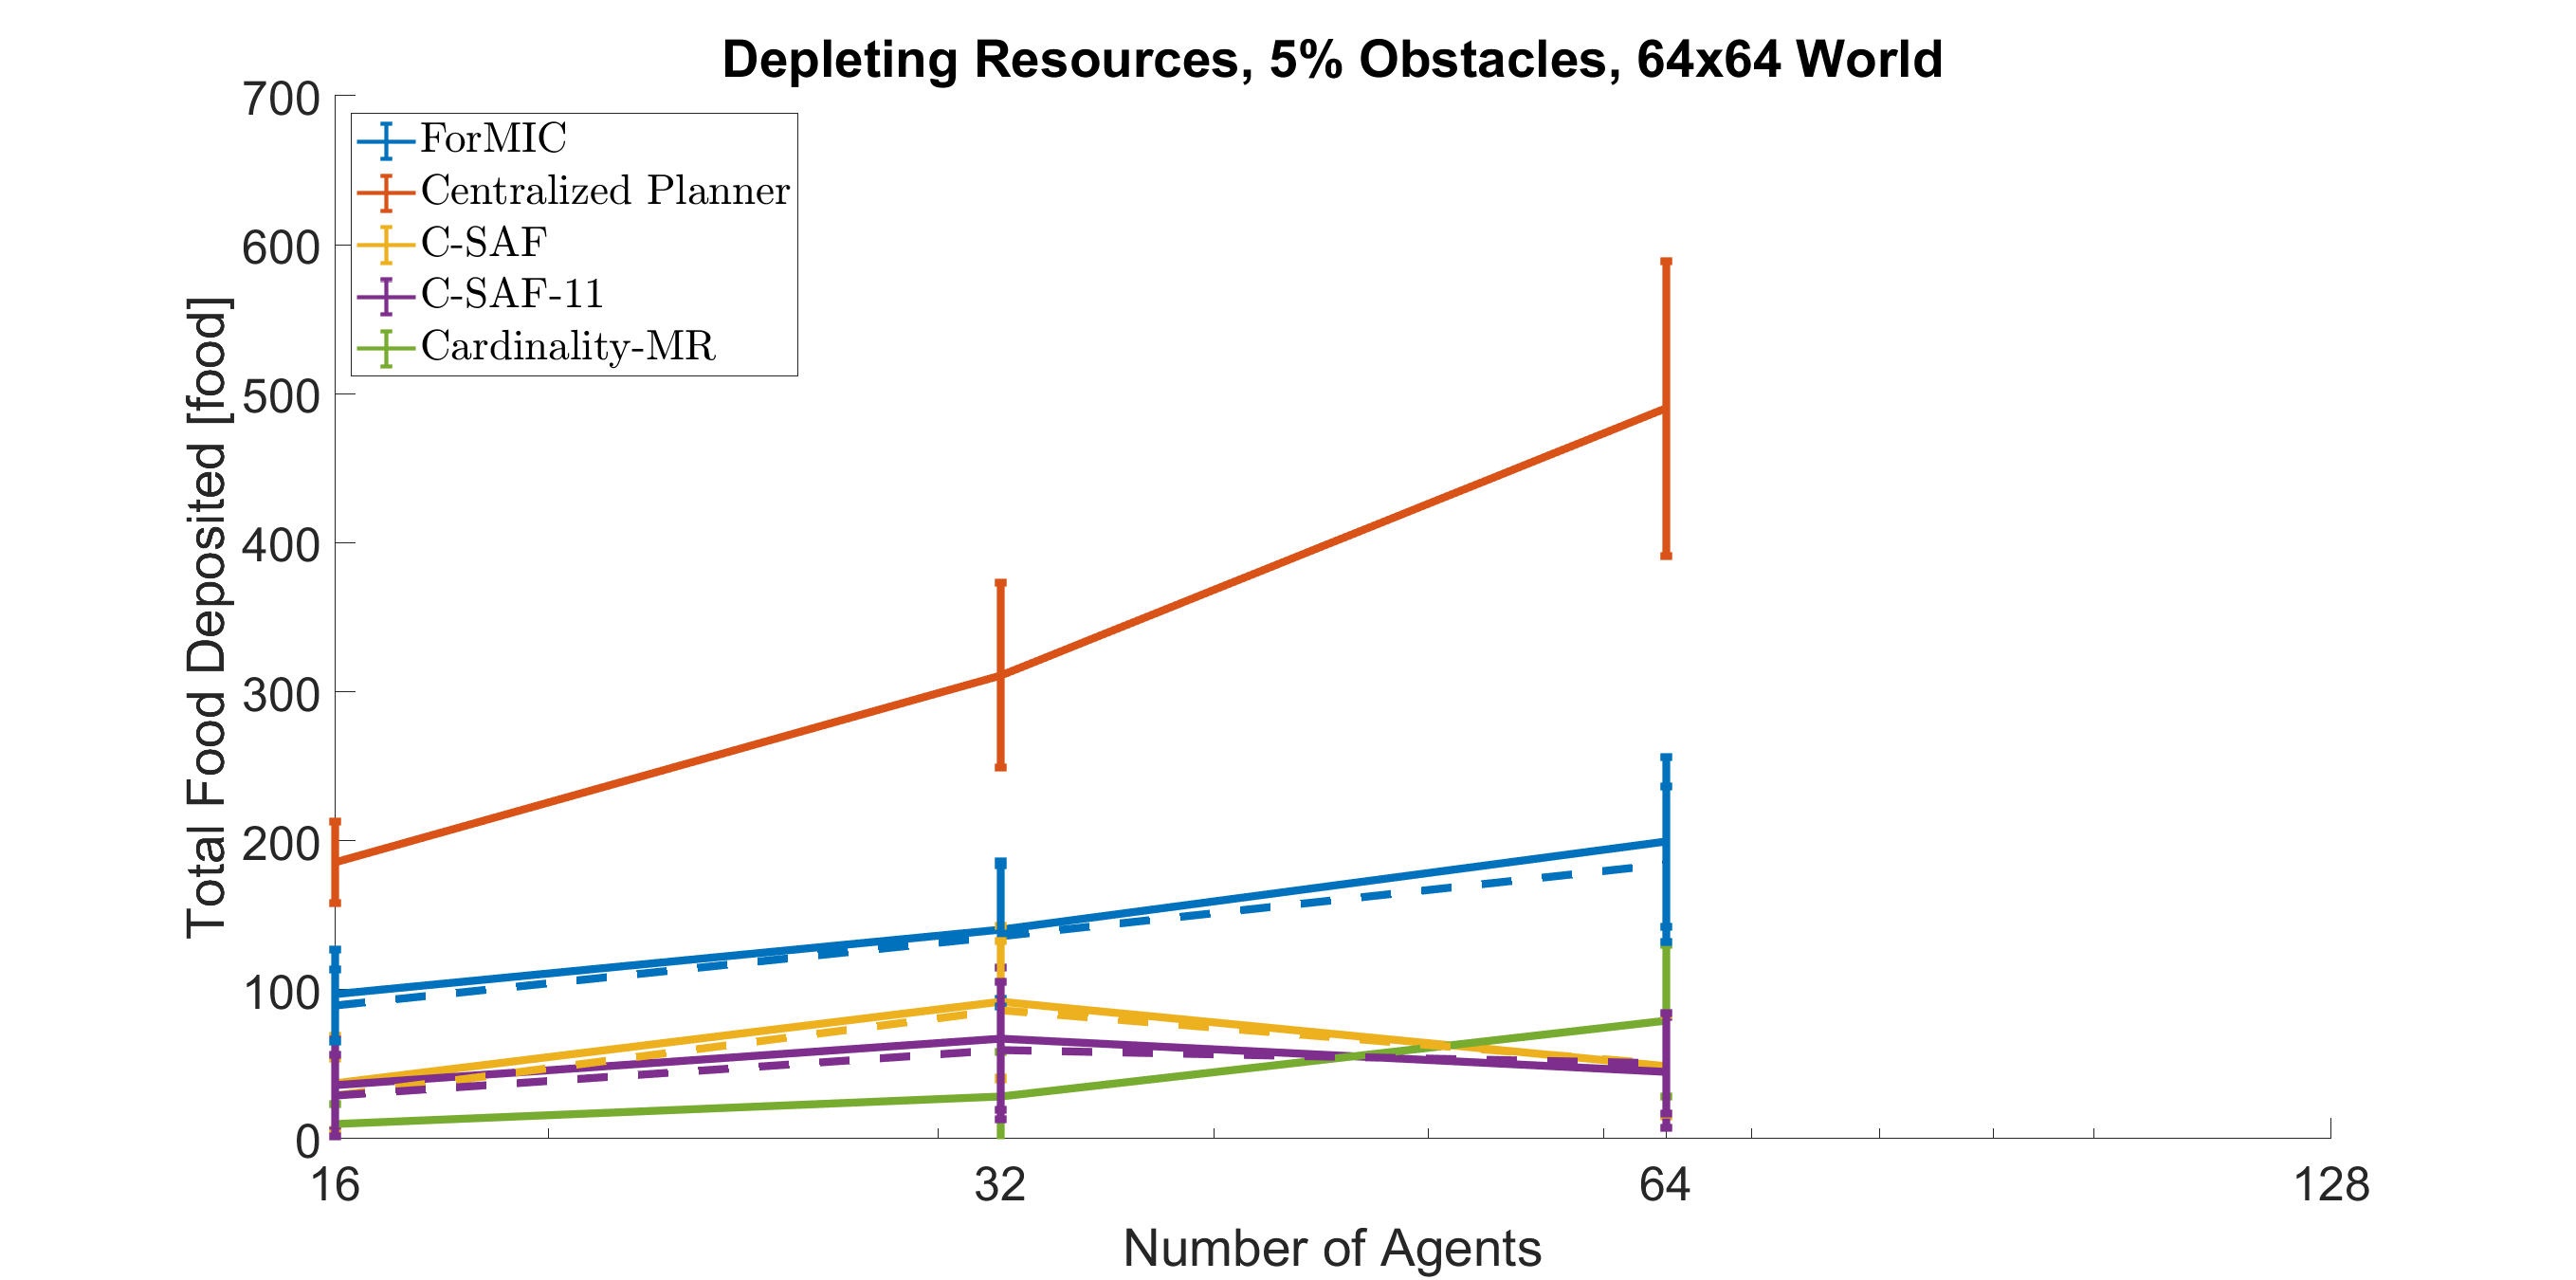 Depleting Resources, 5% Obstacles, 64x64 World
700
600
500
400
300
200
100
0
Total Food Deposited [food]
ForMIC
Centralized Planner
C-SAF
C-SAF-11
Cardinality-MR
16
32
64
128
Number of Agents